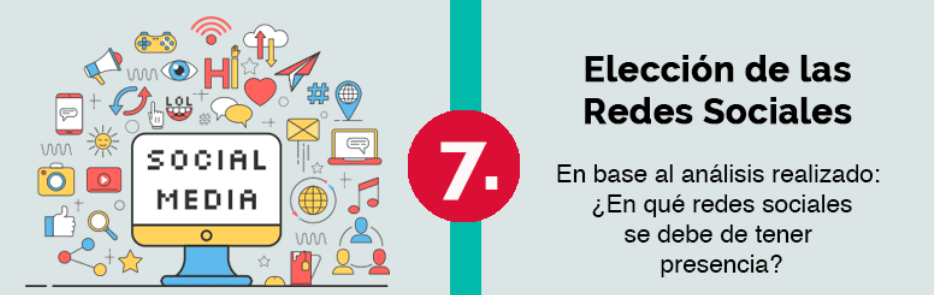 HI
LOL
#
#
SOCIAL
MEDIA
7.
Elección de las
Redes Sociales
En base al análisis realizado:
¿En qué redes sociales
se debe de tener
presencia?